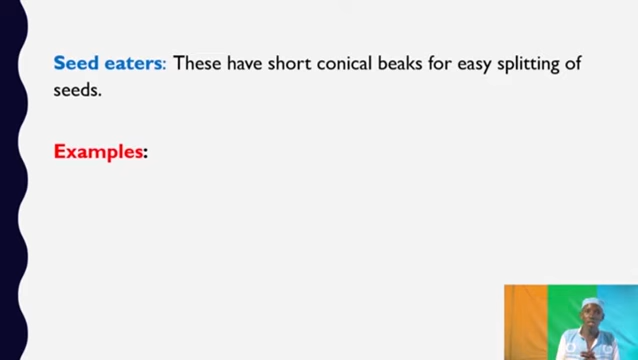 Seed eaters: These have short conical beaks for easy splitting of
seeds.
Examples: